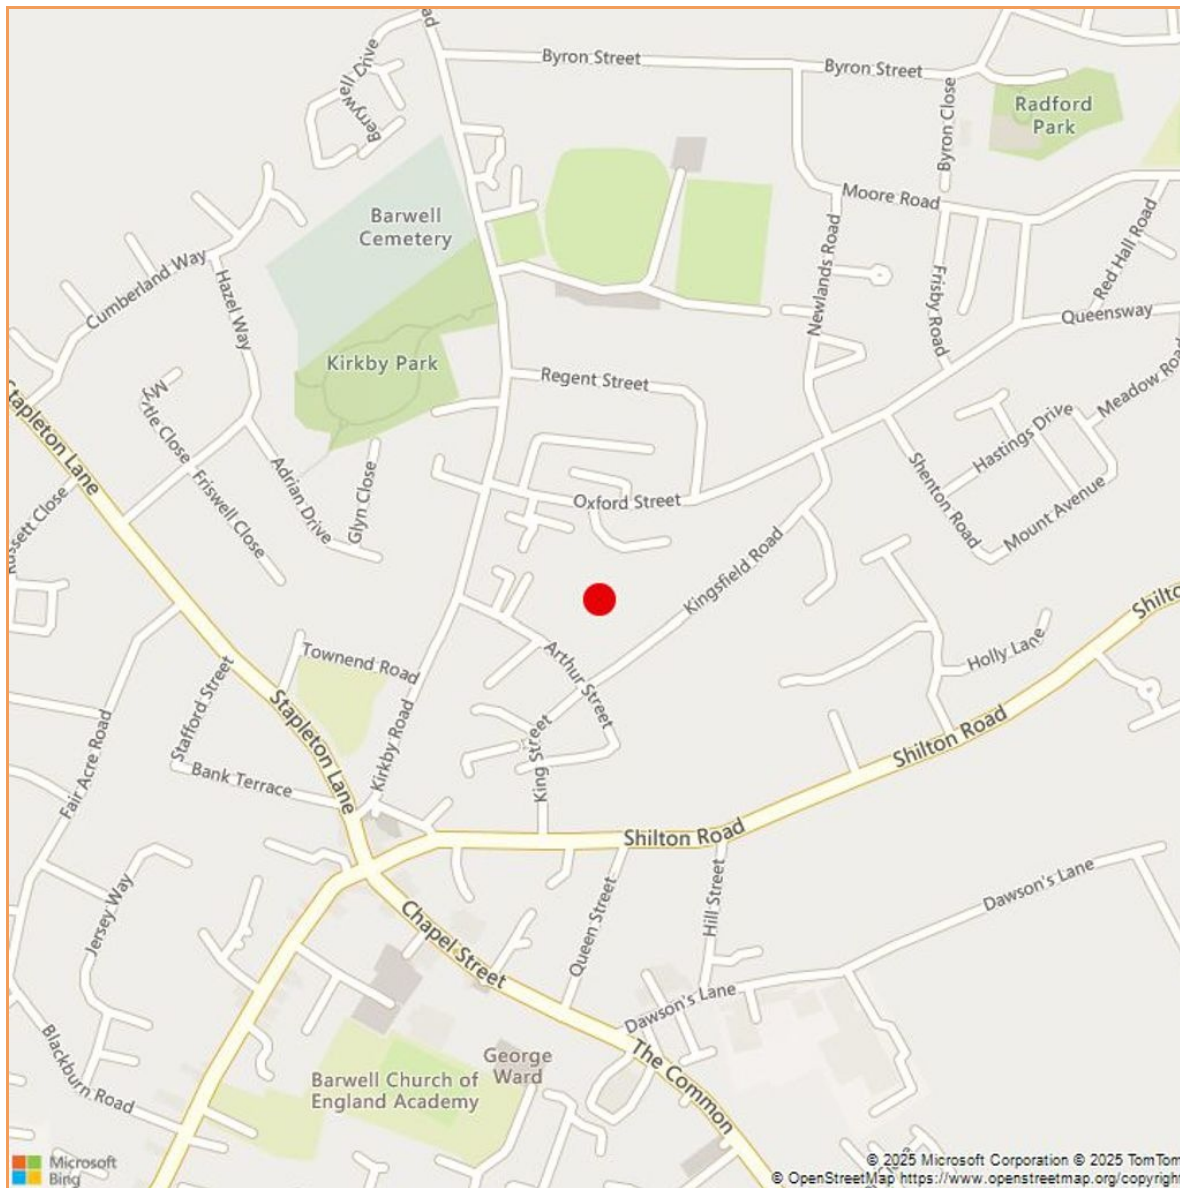 ad
Byron Street
Byron Street
Berrywell Drive
Radford
Park
Byron Close
Moore Road
Barwell
Cemetery
Newlands Road
Red Hall Road
Cumberland Way
Hazel Way
Frisby Road
Queensway
Kirkby Park
Regent Street
Meadow Road
Myrtle Close
Stapleton Lane
Hastings Drive
Adrian Drive
Glyn Close
Friswell Close
Oxford Street
Shenton Road
Mount Avenue
Russett Close
Kingsfield Road
Shilto
Townend Road
Arthur Street
Holly Lane
Stafford Street
Stapleton Lane
Kirkby Road
Fair Acre Road
Bank Terrace
King Street
Shilton Road
Shilton Road
Jersey Way
Chapel Street
Queen Street
Hill Street
Dawson's Lane
Dawson's Lane
Blackburn Road
George
Ward
The Common
Barwell Church of
England Academy
Microsoft
Bing
© 2025 Microsoft Corporation © 2025 TomTom
© OpenStreetMap https://www.openstreetmap.org/copyright